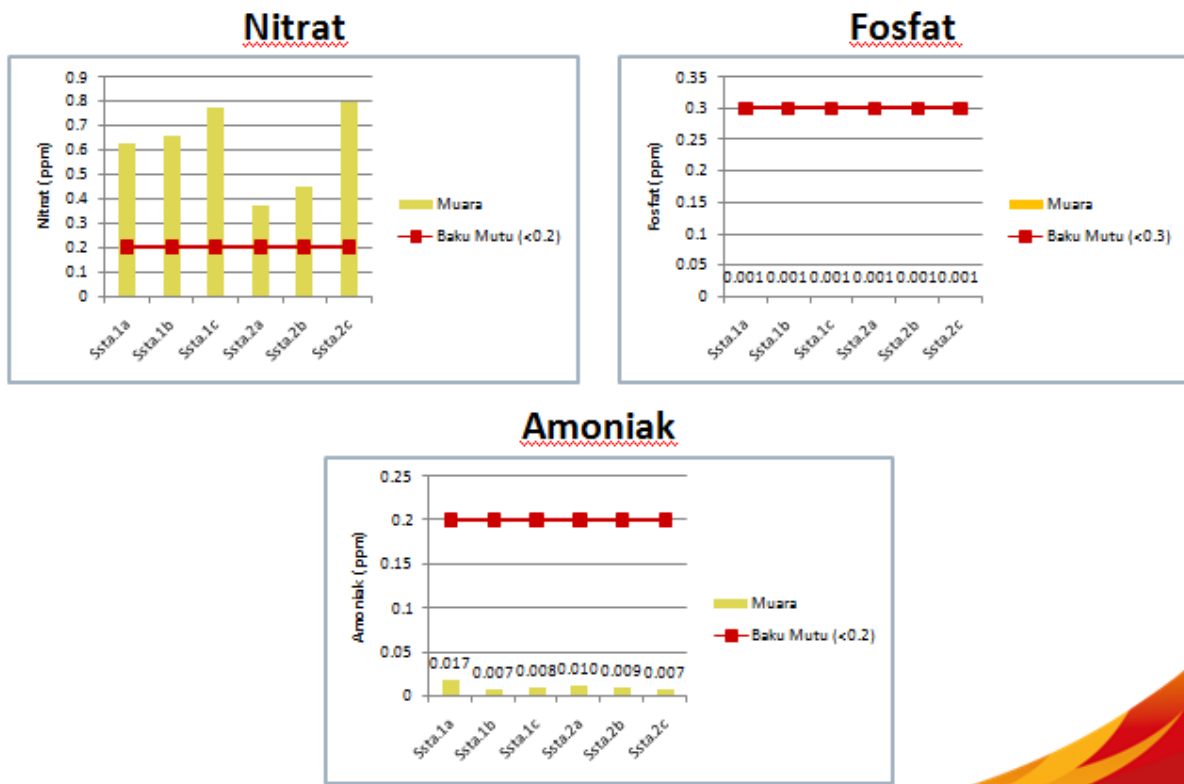 Nitrat
Nitrat (ppm)
0.9
0.8
0.7
0.6
0.5
0.4
0.3
0.2
0.1
0
Ssta.1a
Ssta.1b
Ssta.1c
Ssta.2a
Ssta.2b
Ssta.2c
Muara
Baku Mutu (<0.2)
Fosfat
Fosfat (ppm)
0.35
0.3
0.25
0.2
0.15
0.1
0.05
0
0.001 0.001 0.001 0.001 0.001 0.001
Ssta.1a
Ssta.1b
Ssta.1c
Ssta.2a
Ssta.2b
Ssta.2c
Muara
Baku Mutu (<0.3)
Amoniak
Amoniak (ppm)
0.25
0.2
0.15
0.1
0.05
0
0.017 0.007 0.008 0.010 0.009 0.007
Ssta.1a
Ssta.1b
Ssta.1c
Ssta.2a
Ssta.2b
Ssta.2c
Muara
Baku Mutu (<0.2)